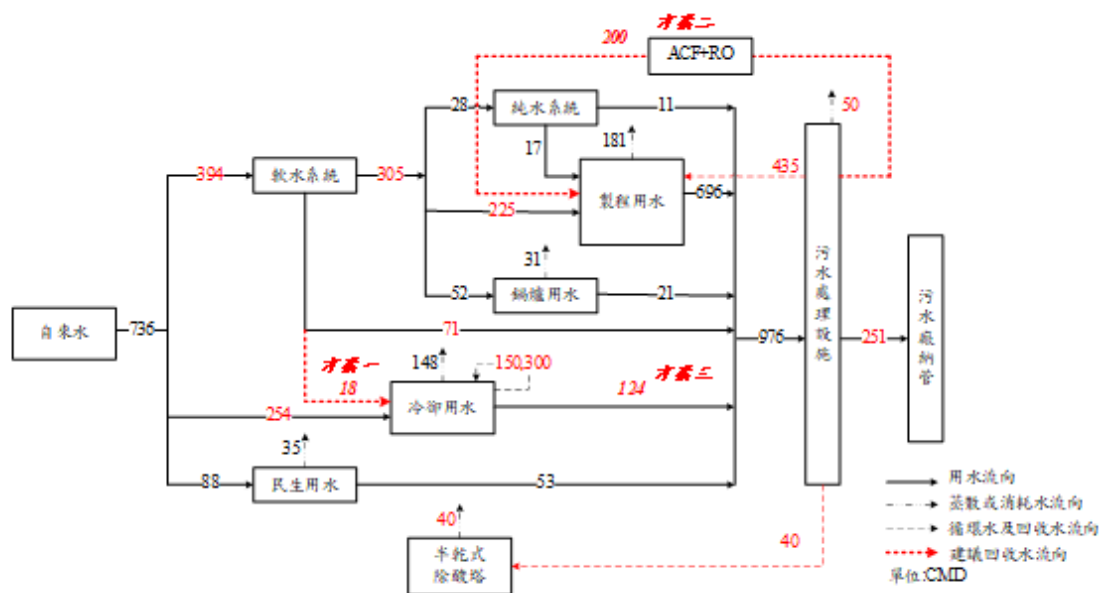 方案二
200
ACF+RO
50
28
純水系統
11
17
181
435
394
軟水系統
305
製程用水
696
225
31
52
鍋爐用水
21
污水處理設施
污水廠納管
自來水
736
71
976
251
方案一
18
148
150,300
方案三
冷卻用水
124
254
35
88
民生用水
53
用水流向
蒸散或消耗水流向
40
循環水及回收水流向
半乾式
除酸塔
40
建議回收水流向
單位:CMD